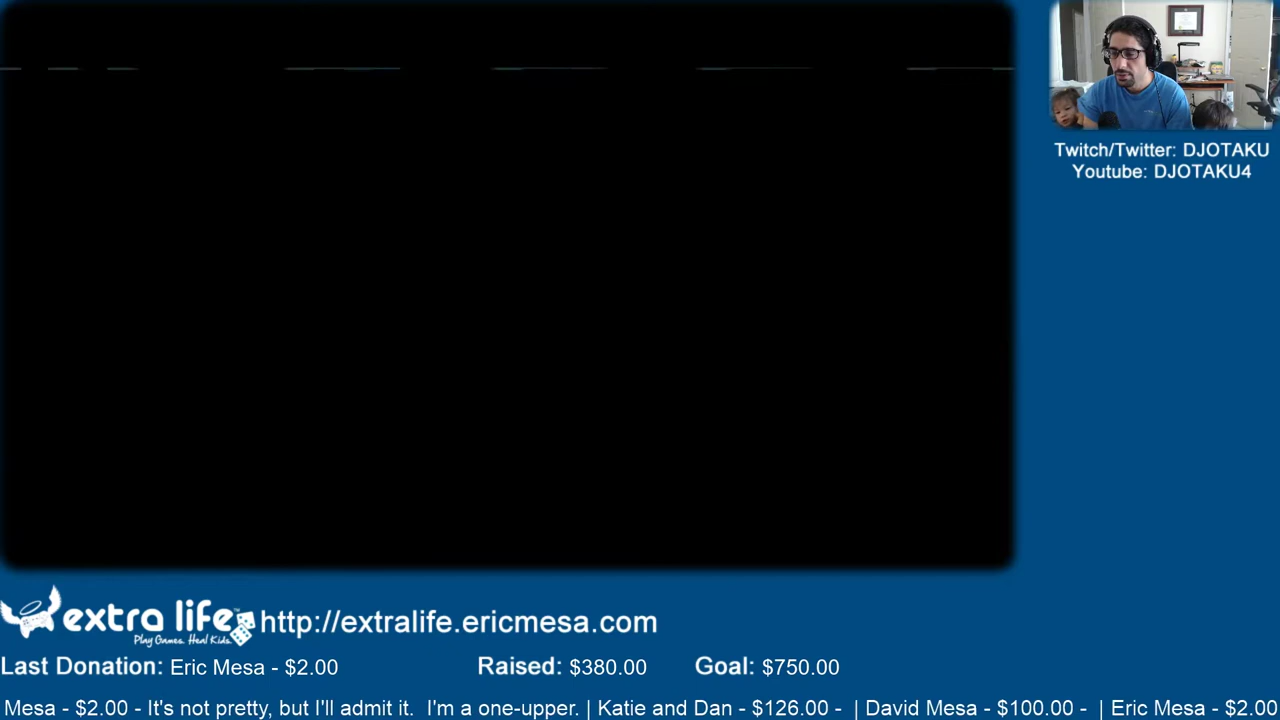 Twitch/Twitter: DJOTAKU
Youtube: DJOTAKU4
extra life
Play Games. Heal Kids.
http://extralife.ericmesa.com
Last Donation: Eric Mesa - $2.00 Raised: $380.00 Goal: $750.00
Mesa - $2.00 - It's not pretty, but I'll admit it.  I'm a one-upper. | Katie and Dan - $126.00 -  | David Mesa - $100.00 -  | Eric Mesa - $2.00